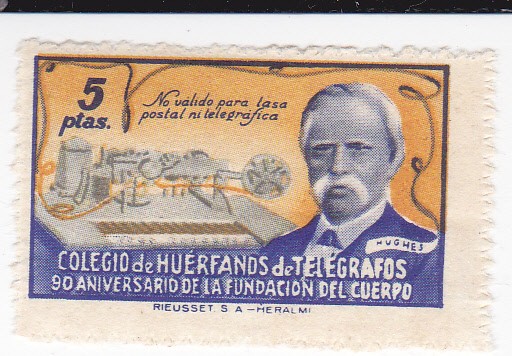 5
ptas.
No valido para tasa
postal ni telegráfica
HUGHES
COLEGIO de HUÉRFANOS de TELÉGRAFOS
90 ANIVERSARIO DE LA FUNDACIÓN DEL CUERPO
RIEUSSET. S. A - HERALMI